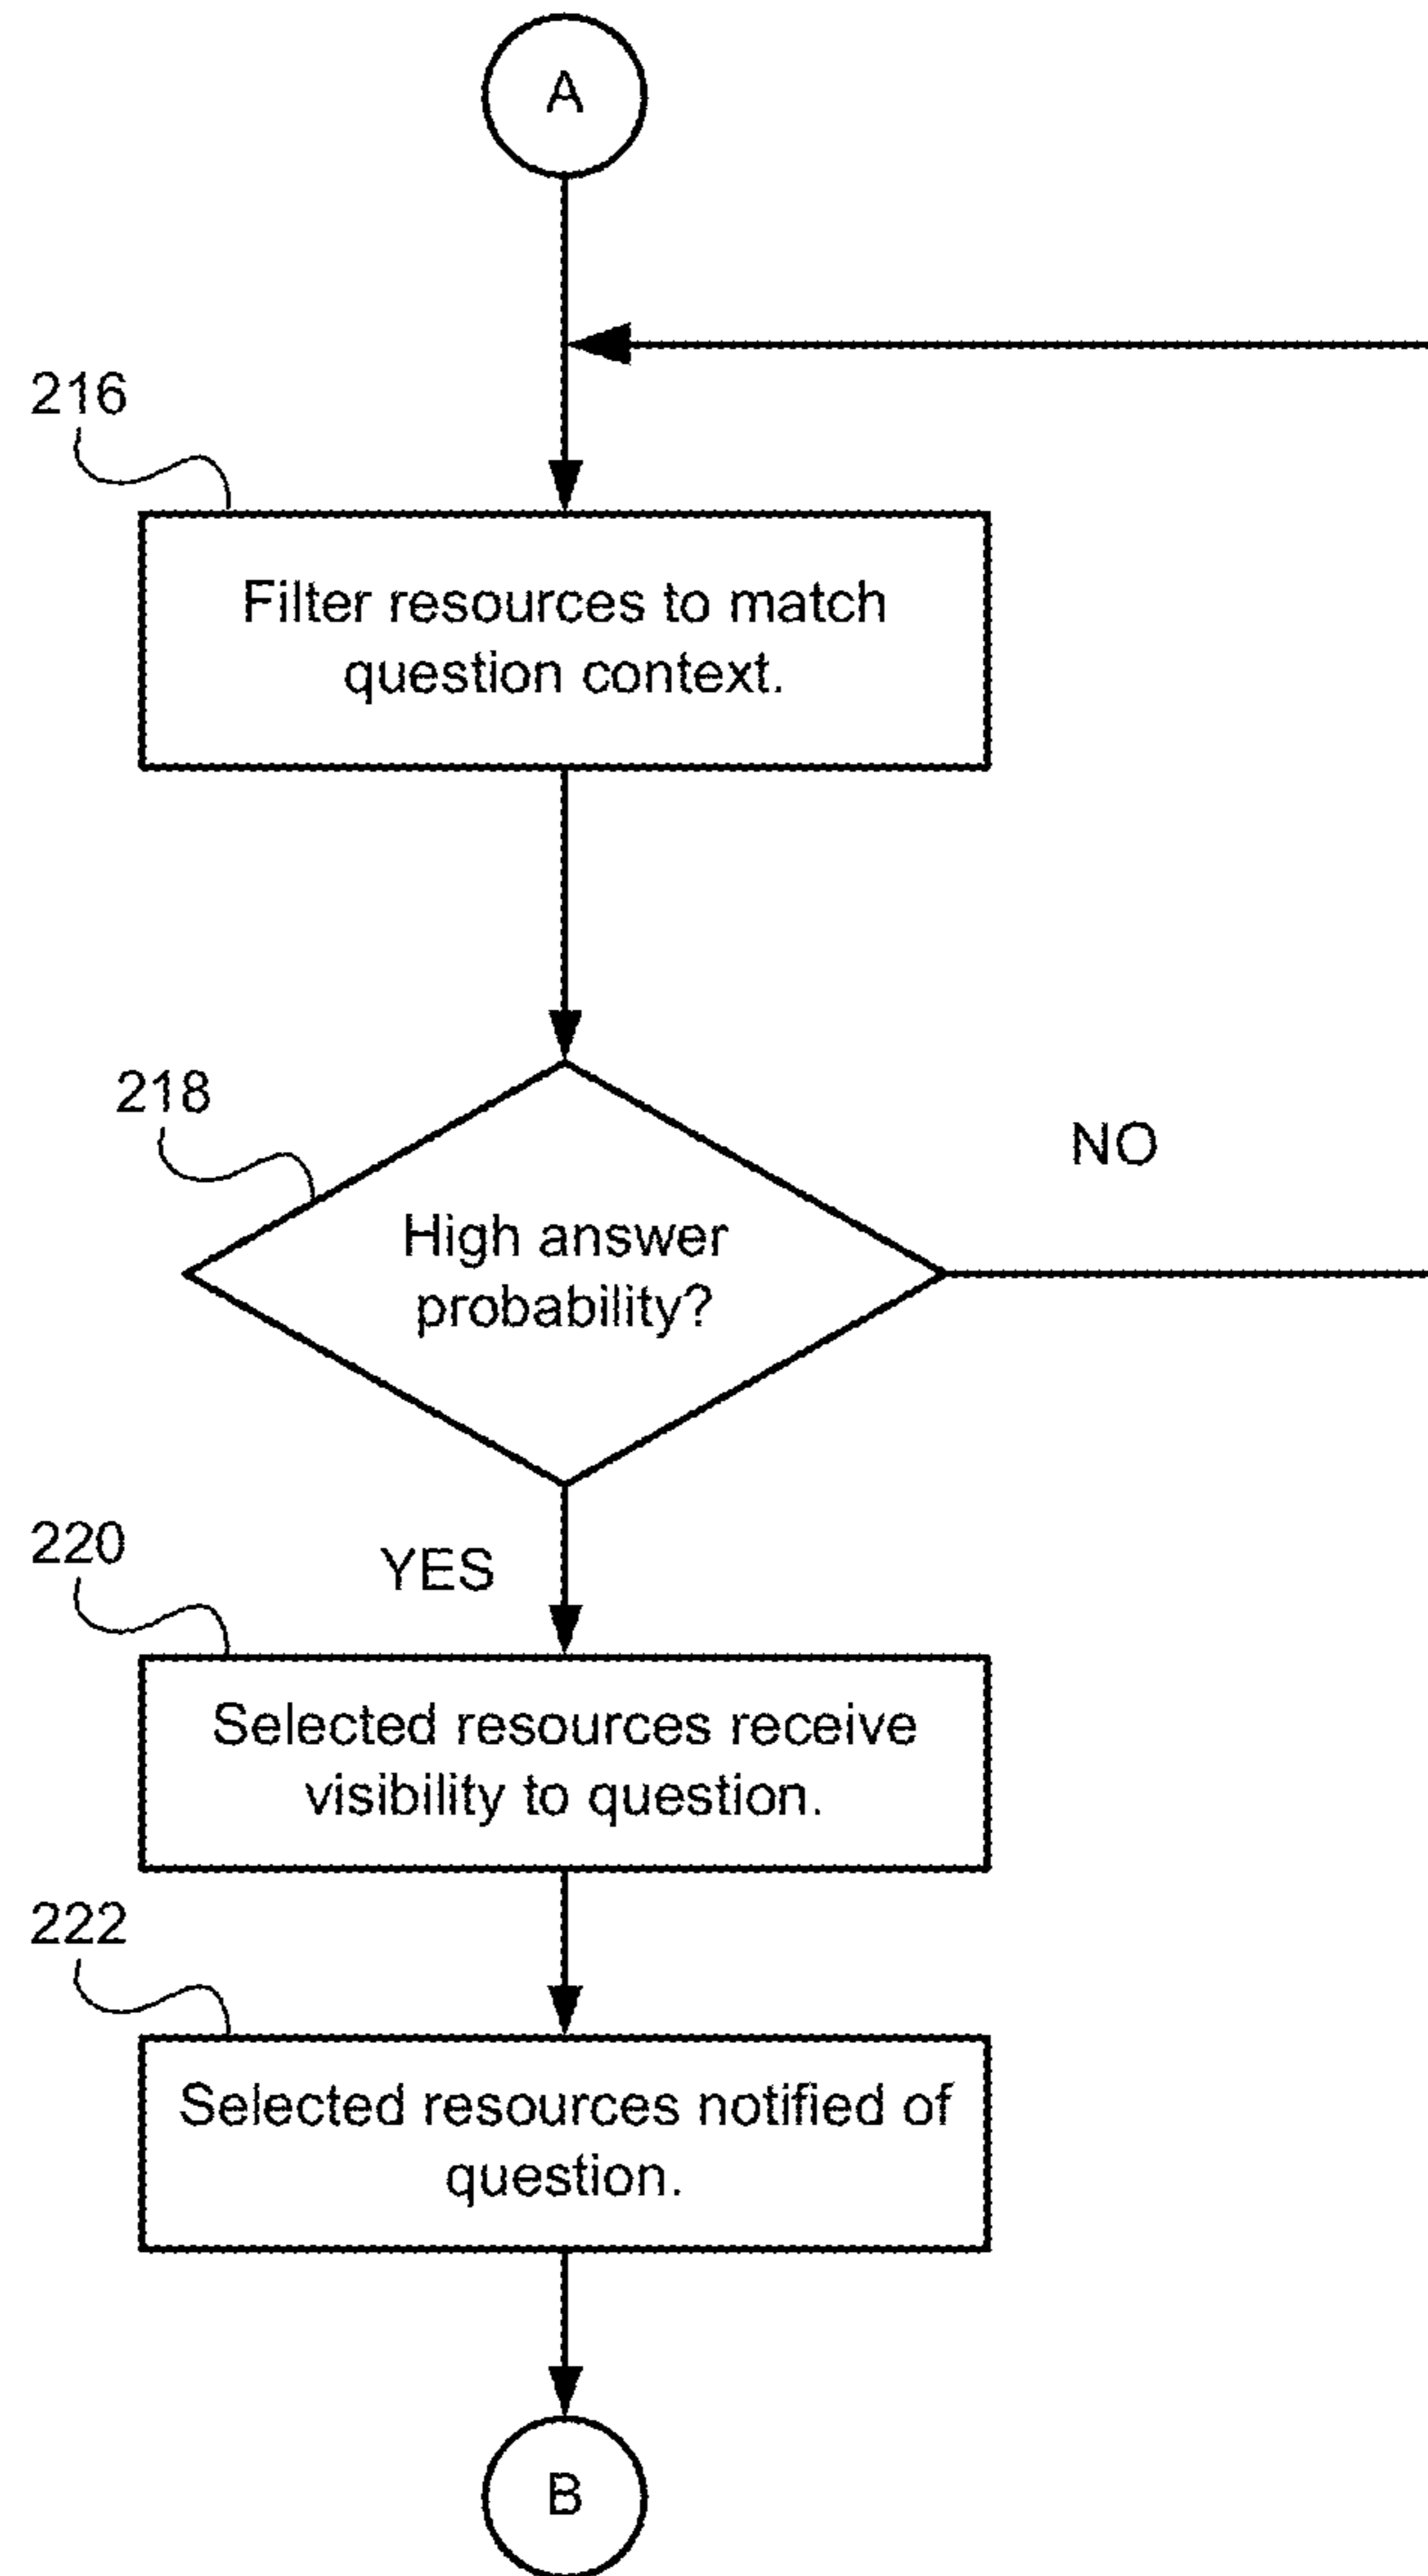 A
216
Filter resources to match
question context.
218
NO
High answer
probability?
220
YES
Selected resources receive
visibility to question.
222
Selected resources notified of
question.
B